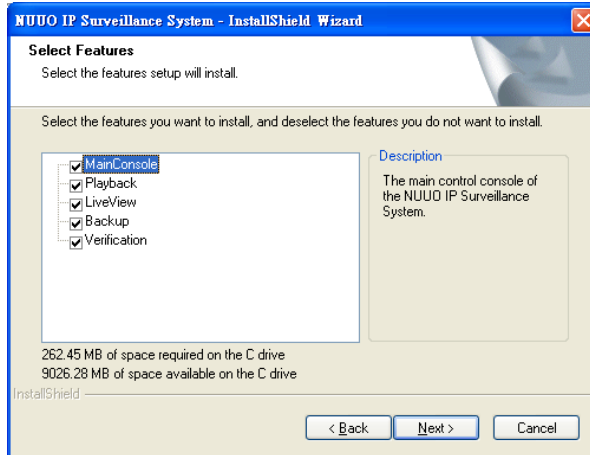 NUUO IP Surveillance System - InstallShield Wizard
Select Features
Select the features setup will install.
Select the features you want to install, and deselect the features you do not want to install.
MainConsole
Playback
LiveView
Backup
Verification
Description
The main control console of
the NUUO IP Surveillance
System.
262.45 MB of space required on the C drive
9026.28 MB of space available on the C drive
InstallShield
< Back
Next >
Cancel